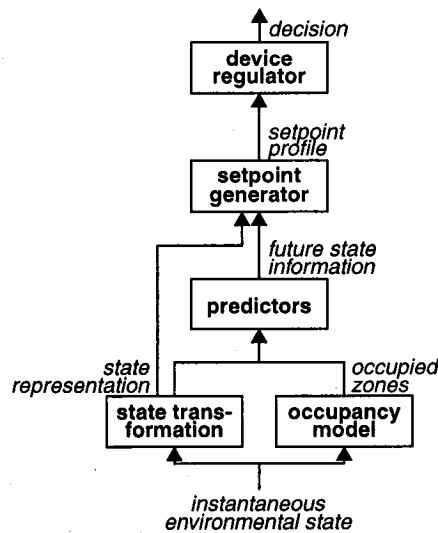 decision
device
regulator
setpoint
profile
setpoint
generator
future state
information
predictors
state
representation
occupied
zones
state trans-
formation
occupancy
model
instantaneous
environmental state